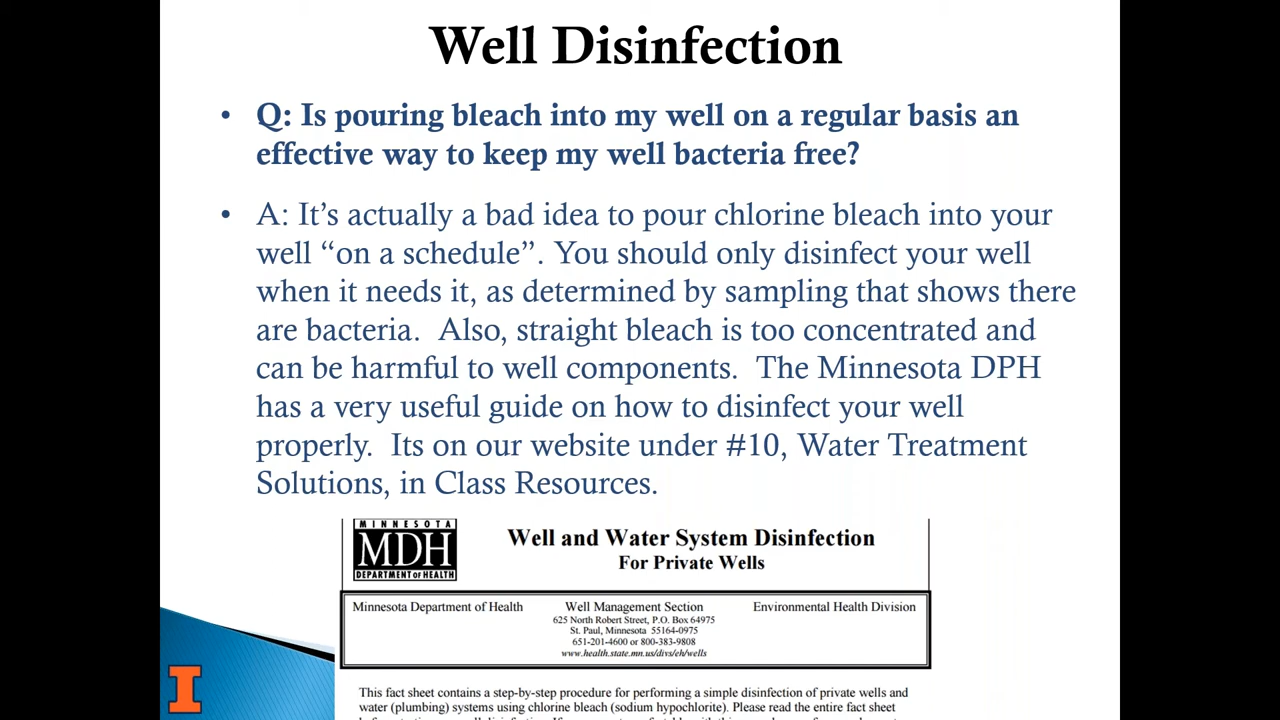 Well Disinfection
• Q: Is pouring bleach into my well on a regular basis an
effective way to keep my well bacteria free?
• A: It's actually a bad idea to pour chlorine bleach into your
well “on a schedule”. You should only disinfect your well
when it needs it, as determined by sampling that shows there
are bacteria. Also, straight bleach is too concentrated and
can be harmful to well components. The Minnesota DPH
has a very useful guide on how to disinfect your well
properly. Its on our website under #10, Water Treatment
Solutions, in Class Resources.
MINNESOTA
MDH
DEPARTMENT OF HEALTH
Well and Water System Disinfection
For Private Wells
Minnesota Department of Health
Well Management Section
625 North Robert Street, P.O. Box 64975
St. Paul, Minnesota 55164-0975
651-201-4600 or 800-383-9808
www.health.state.mn.us/divs/eh/wells
Environmental Health Division
This fact sheet contains a step-by-step procedure for performing a simple disinfection of private wells and
water (plumbing) systems using chlorine bleach (sodium hypochlorite). Please read the entire fact sheet
I